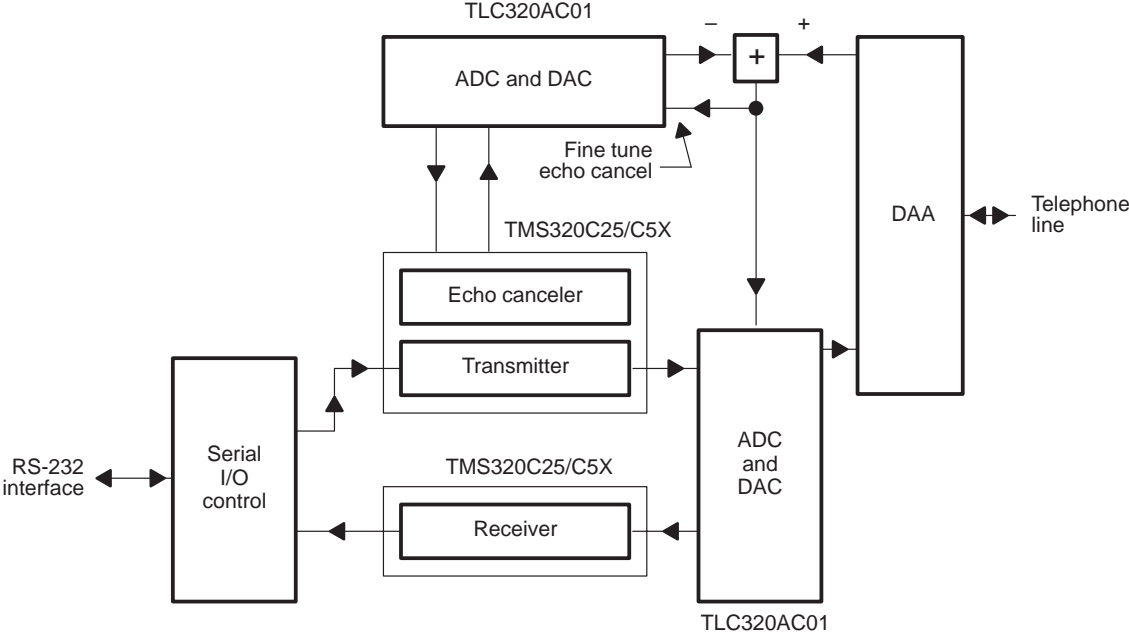 TLC320AC01
– +
ADC and DAC
+
Fine tune
echo cancel
DAA
Telephone
line
TMS320C25/C5X
Echo canceler
Transmitter
RS-232
interface
Serial
I/O
control
ADC
and
DAC
TMS320C25/C5X
Receiver
TLC320AC01